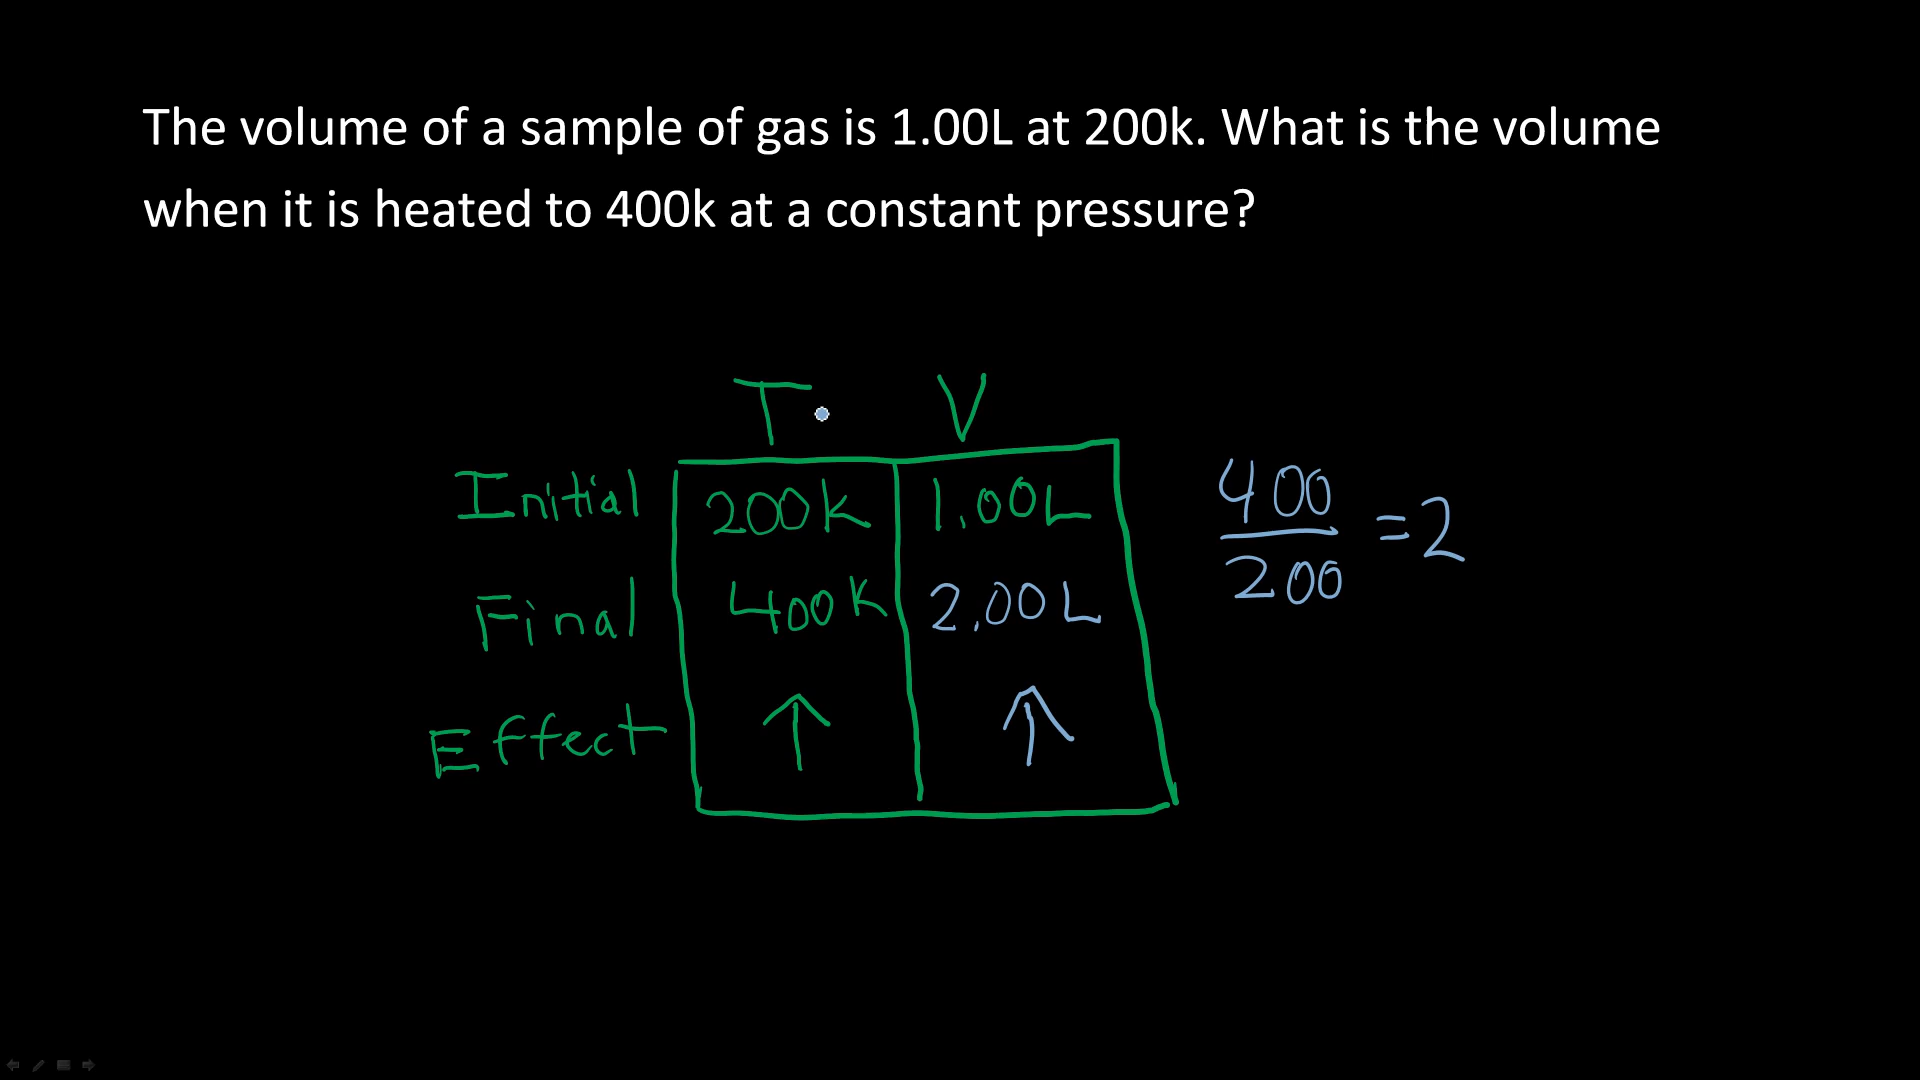 The volume of a sample of gas is 1.00L at 200k. What is the volume
when it is heated to 400k at a constant pressure?
T V
Initial 200K 1.00L
Final 400K 2.00L
Effect ↑ ↑
400
200
=2